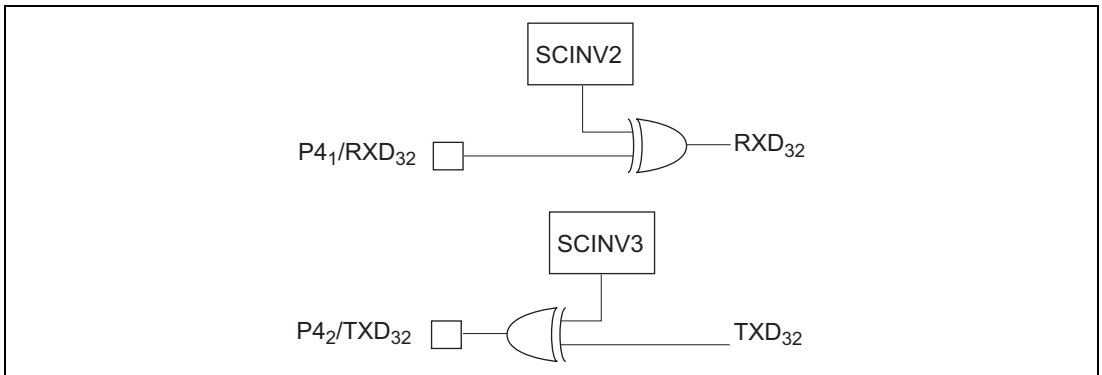 SCINV2
P4₁/RXD₃₂
RXD₃₂
SCINV3
P4₂/TXD₃₂
TXD₃₂